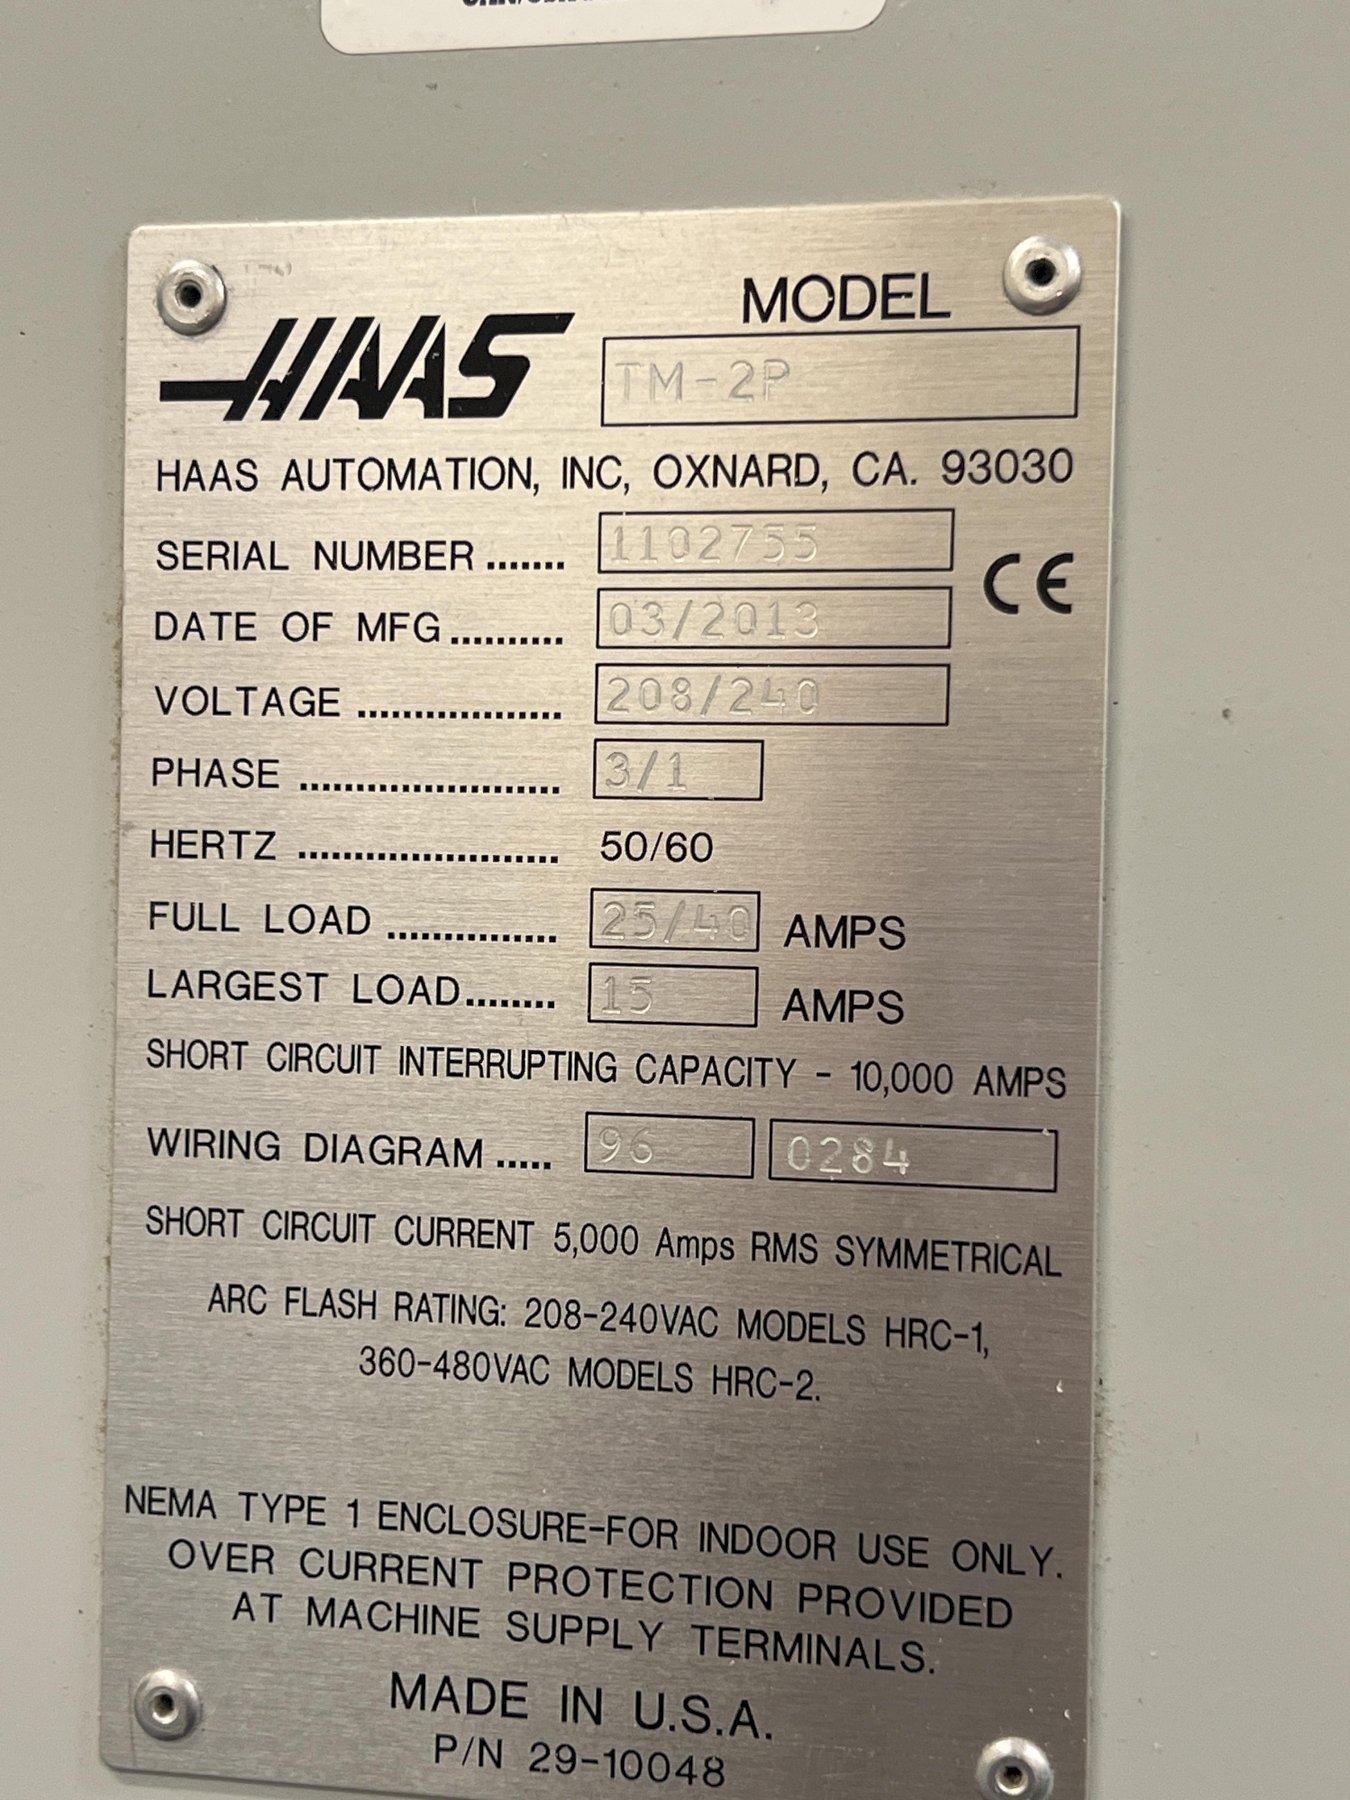 MODEL
HAAS TM-2P
HAAS AUTOMATION, INC, OXNARD, CA. 93030
SERIAL NUMBER ....... 1102755
CE
DATE OF MFG .......... 03/2013
VOLTAGE .................. 208/240
PHASE ....................... 3/1
HERTZ ....................... 50/60
FULL LOAD ............... 25/40 AMPS
LARGEST LOAD........ 15 AMPS
SHORT CIRCUIT INTERRUPTING CAPACITY - 10,000 AMPS
WIRING DIAGRAM ..... 96 0284
SHORT CIRCUIT CURRENT 5,000 Amps RMS SYMMETRICAL
ARC FLASH RATING: 208-240VAC MODELS HRC-1,
360-480VAC MODELS HRC-2.
NEMA TYPE 1 ENCLOSURE-FOR INDOOR USE ONLY.
OVER CURRENT PROTECTION PROVIDED
AT MACHINE SUPPLY TERMINALS.
MADE IN U.S.A.
P/N 29-10048